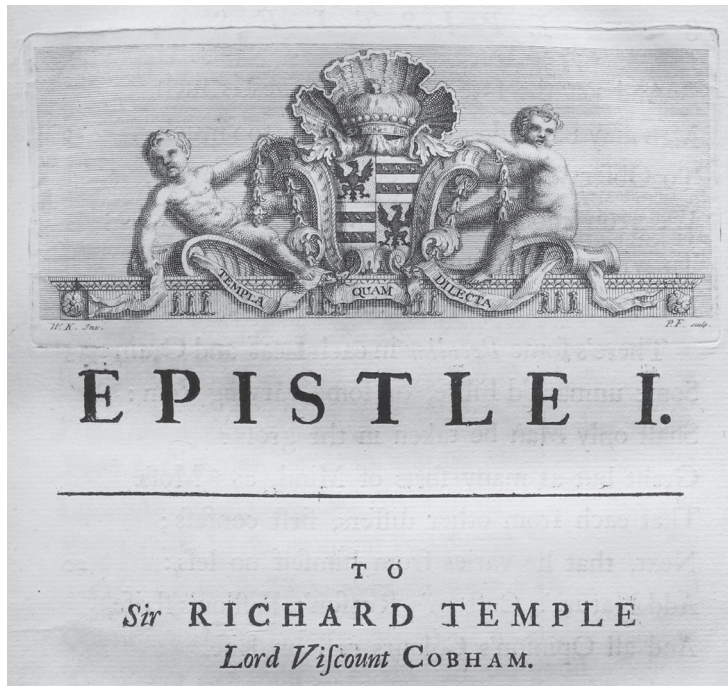 TEMPLA QUAM DILECTA
W. K. Inv.
P. F. sculp.
EPISTLE I.
TO
Sir RICHARD TEMPLE
Lord Viſcount COBHAM.